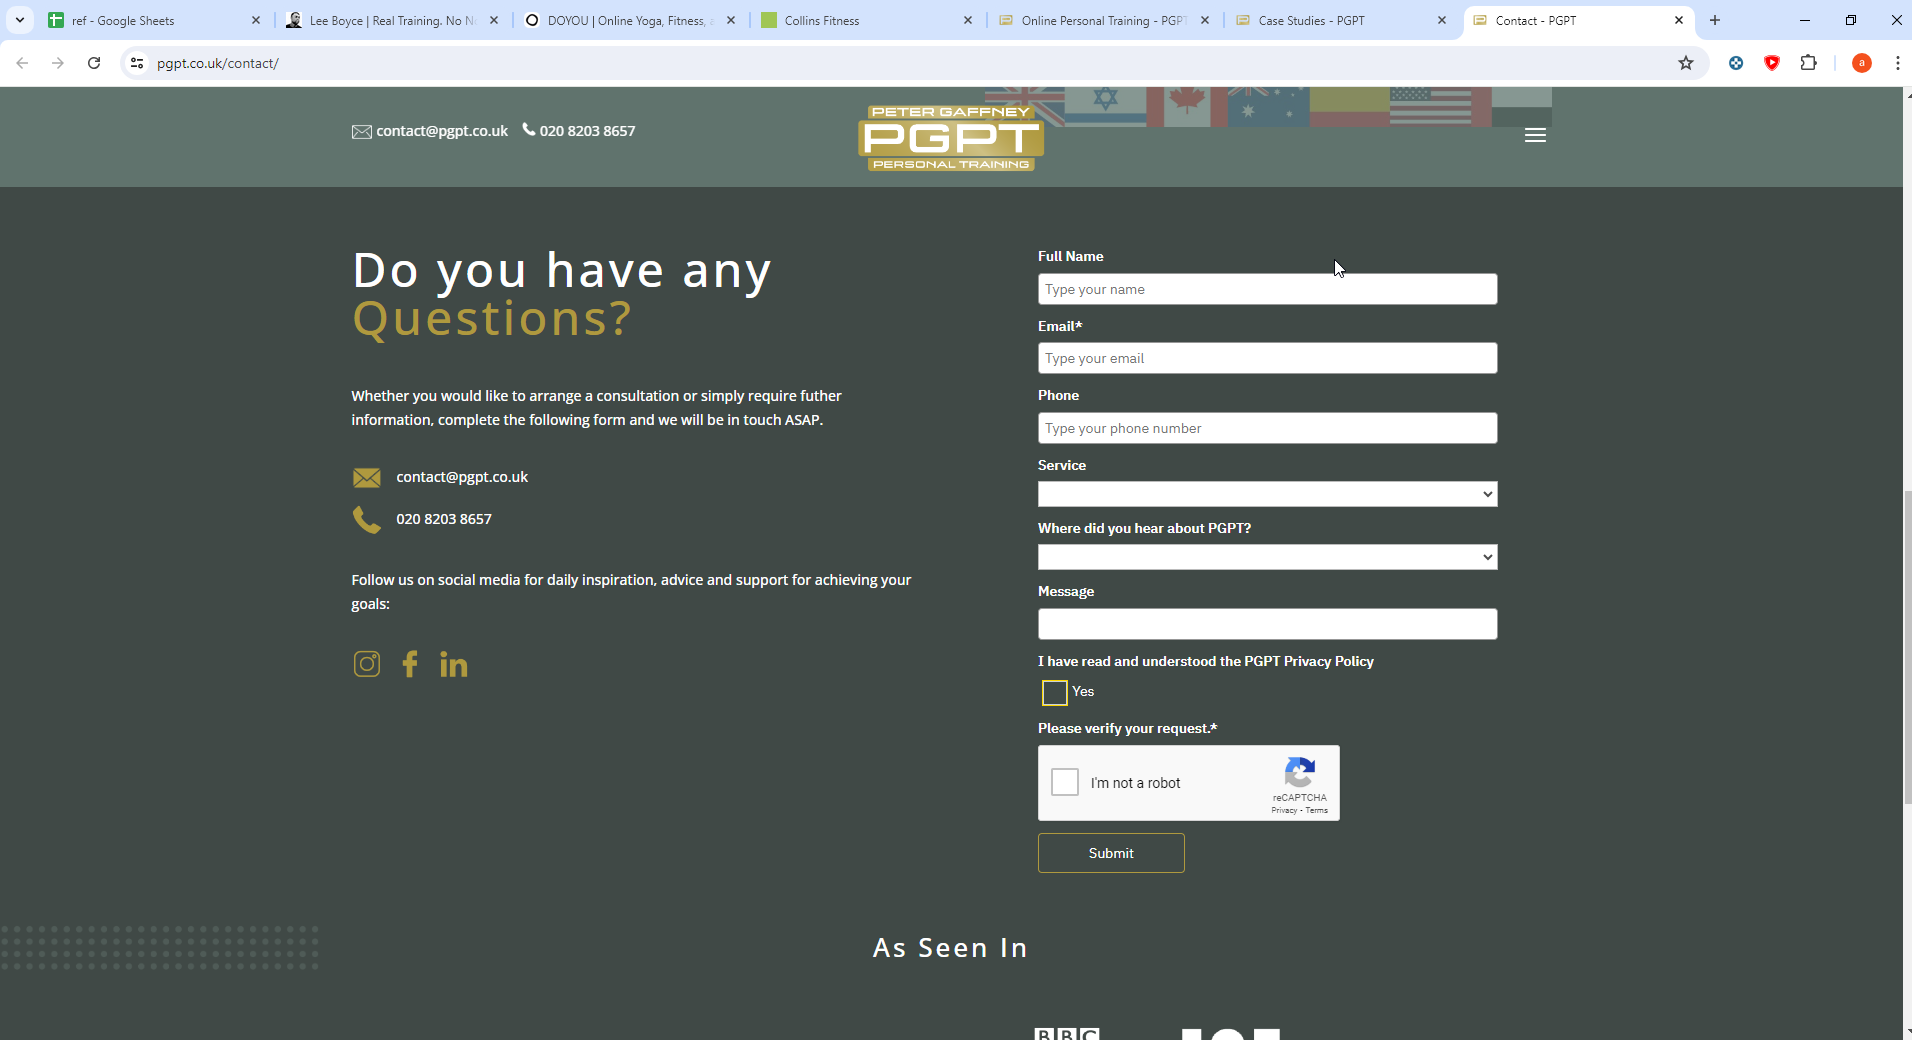 ref - Google Sheets
Lee Boyce | Real Training. No N
DOYOU | Online Yoga, Fitness,
Collins Fitness
Online Personal Training - PGPT
Case Studies - PGPT
Contact - PGPT
pgpt.co.uk/contact/
a
contact@pgpt.co.uk
020 8203 8657
PETER GAFFNEY
PGPT
PERSONAL TRAINING
Do you have any
Questions?
Whether you would like to arrange a consultation or simply require futher
information, complete the following form and we will be in touch ASAP.
contact@pgpt.co.uk
020 8203 8657
Follow us on social media for daily inspiration, advice and support for achieving your
goals:
Full Name
Type your name
Email*
Type your email
Phone
Type your phone number
Service
Where did you hear about PGPT?
Message
I have read and understood the PGPT Privacy Policy
Yes
Please verify your request.*
I'm not a robot
reCAPTCHA
Privacy - Terms
Submit
As Seen In
BBC